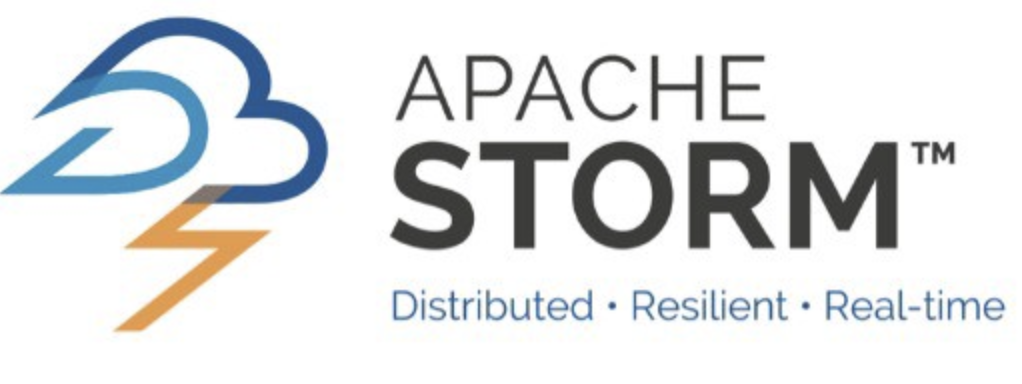 APACHE
STORM™
Distributed • Resilient • Real-time